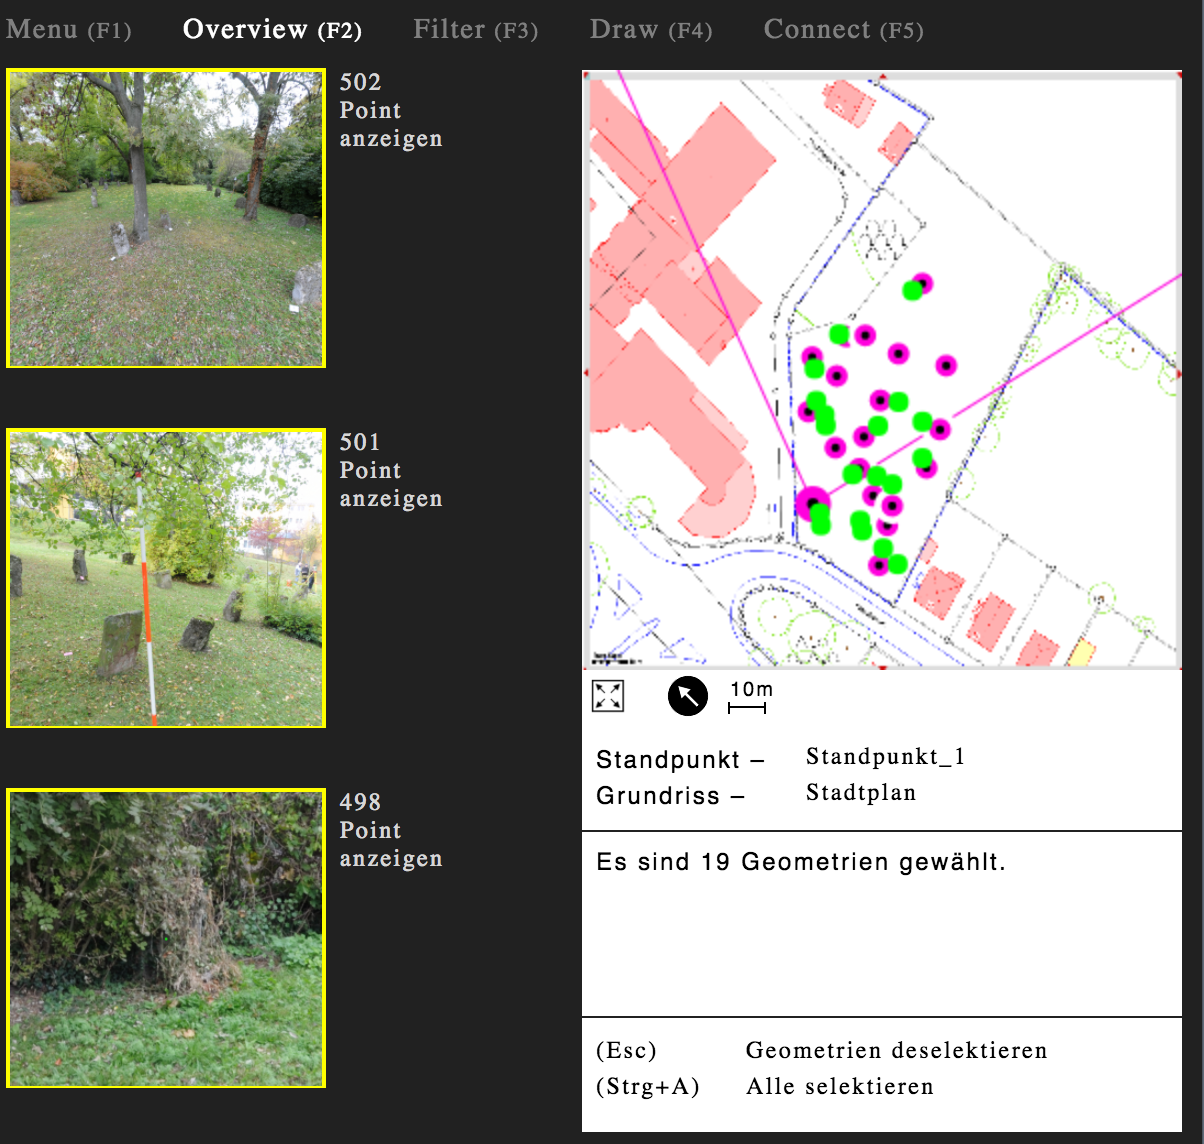 Menu (F1) Overview (F2) Filter (F3) Draw (F4) Connect (F5)
502
Point
anzeigen
501
Point
anzeigen
498
Point
anzeigen
10m
Standpunkt – Standpunkt_1
Grundriss – Stadtplan
Es sind 19 Geometrien gewählt.
(Esc) Geometrien deselektieren
(Strg+A) Alle selektieren